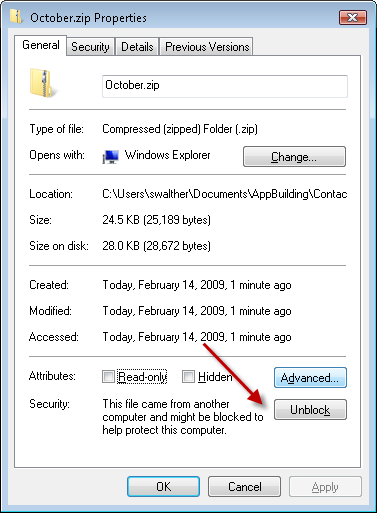 October.zip Properties
General Security Details Previous Versions
October.zip
Type of file: Compressed (zipped) Folder (.zip)
Opens with: Windows Explorer Change...
Location: C:\Users\swalther\Documents\AppBuilding\Contac
Size: 24.5 KB (25,189 bytes)
Size on disk: 28.0 KB (28,672 bytes)
Created: Today, February 14, 2009, 1 minute ago
Modified: Today, February 14, 2009, 1 minute ago
Accessed: Today, February 14, 2009, 1 minute ago
Attributes: Read-only Hidden Advanced...
Security: This file came from another
computer and might be blocked to
help protect this computer.
Unblock
OK Cancel Apply